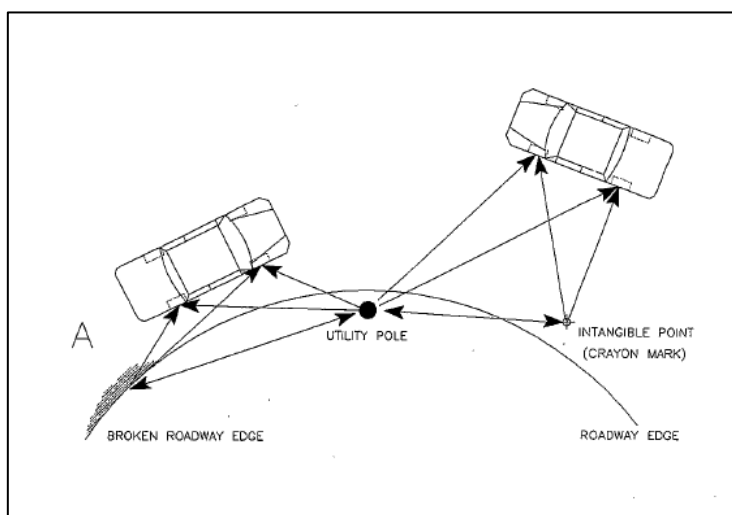 A
UTILITY POLE
INTANGIBLE POINT
(CRAYON MARK)
BROKEN ROADWAY EDGE
ROADWAY EDGE